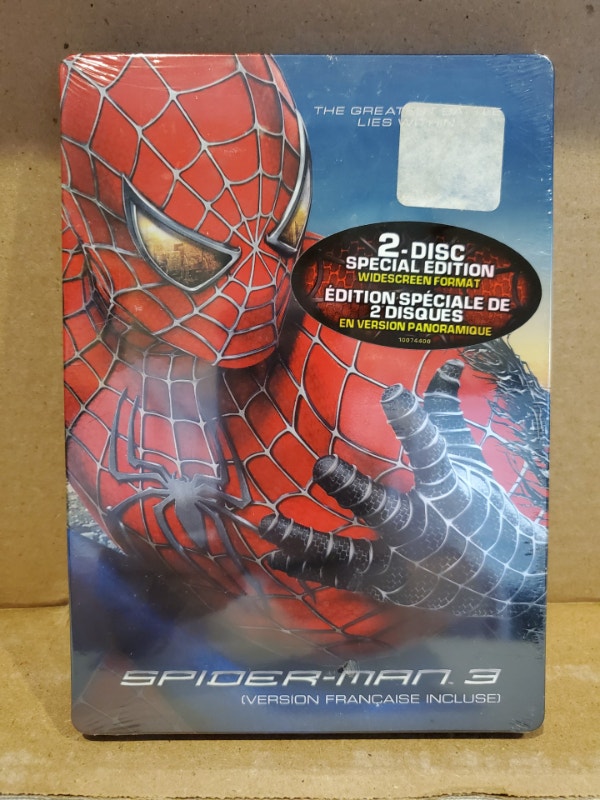 THE
LIES
2-DISC
SPECIAL EDITION
WIDESCREEN FORMAT
ÉDITION SPÉCIALE DE
2 DISQUES
EN VERSION PANORAMIQUE
10974400
SPIDER-MAN 3
(VERSION FRANÇAISE INCLUSE)